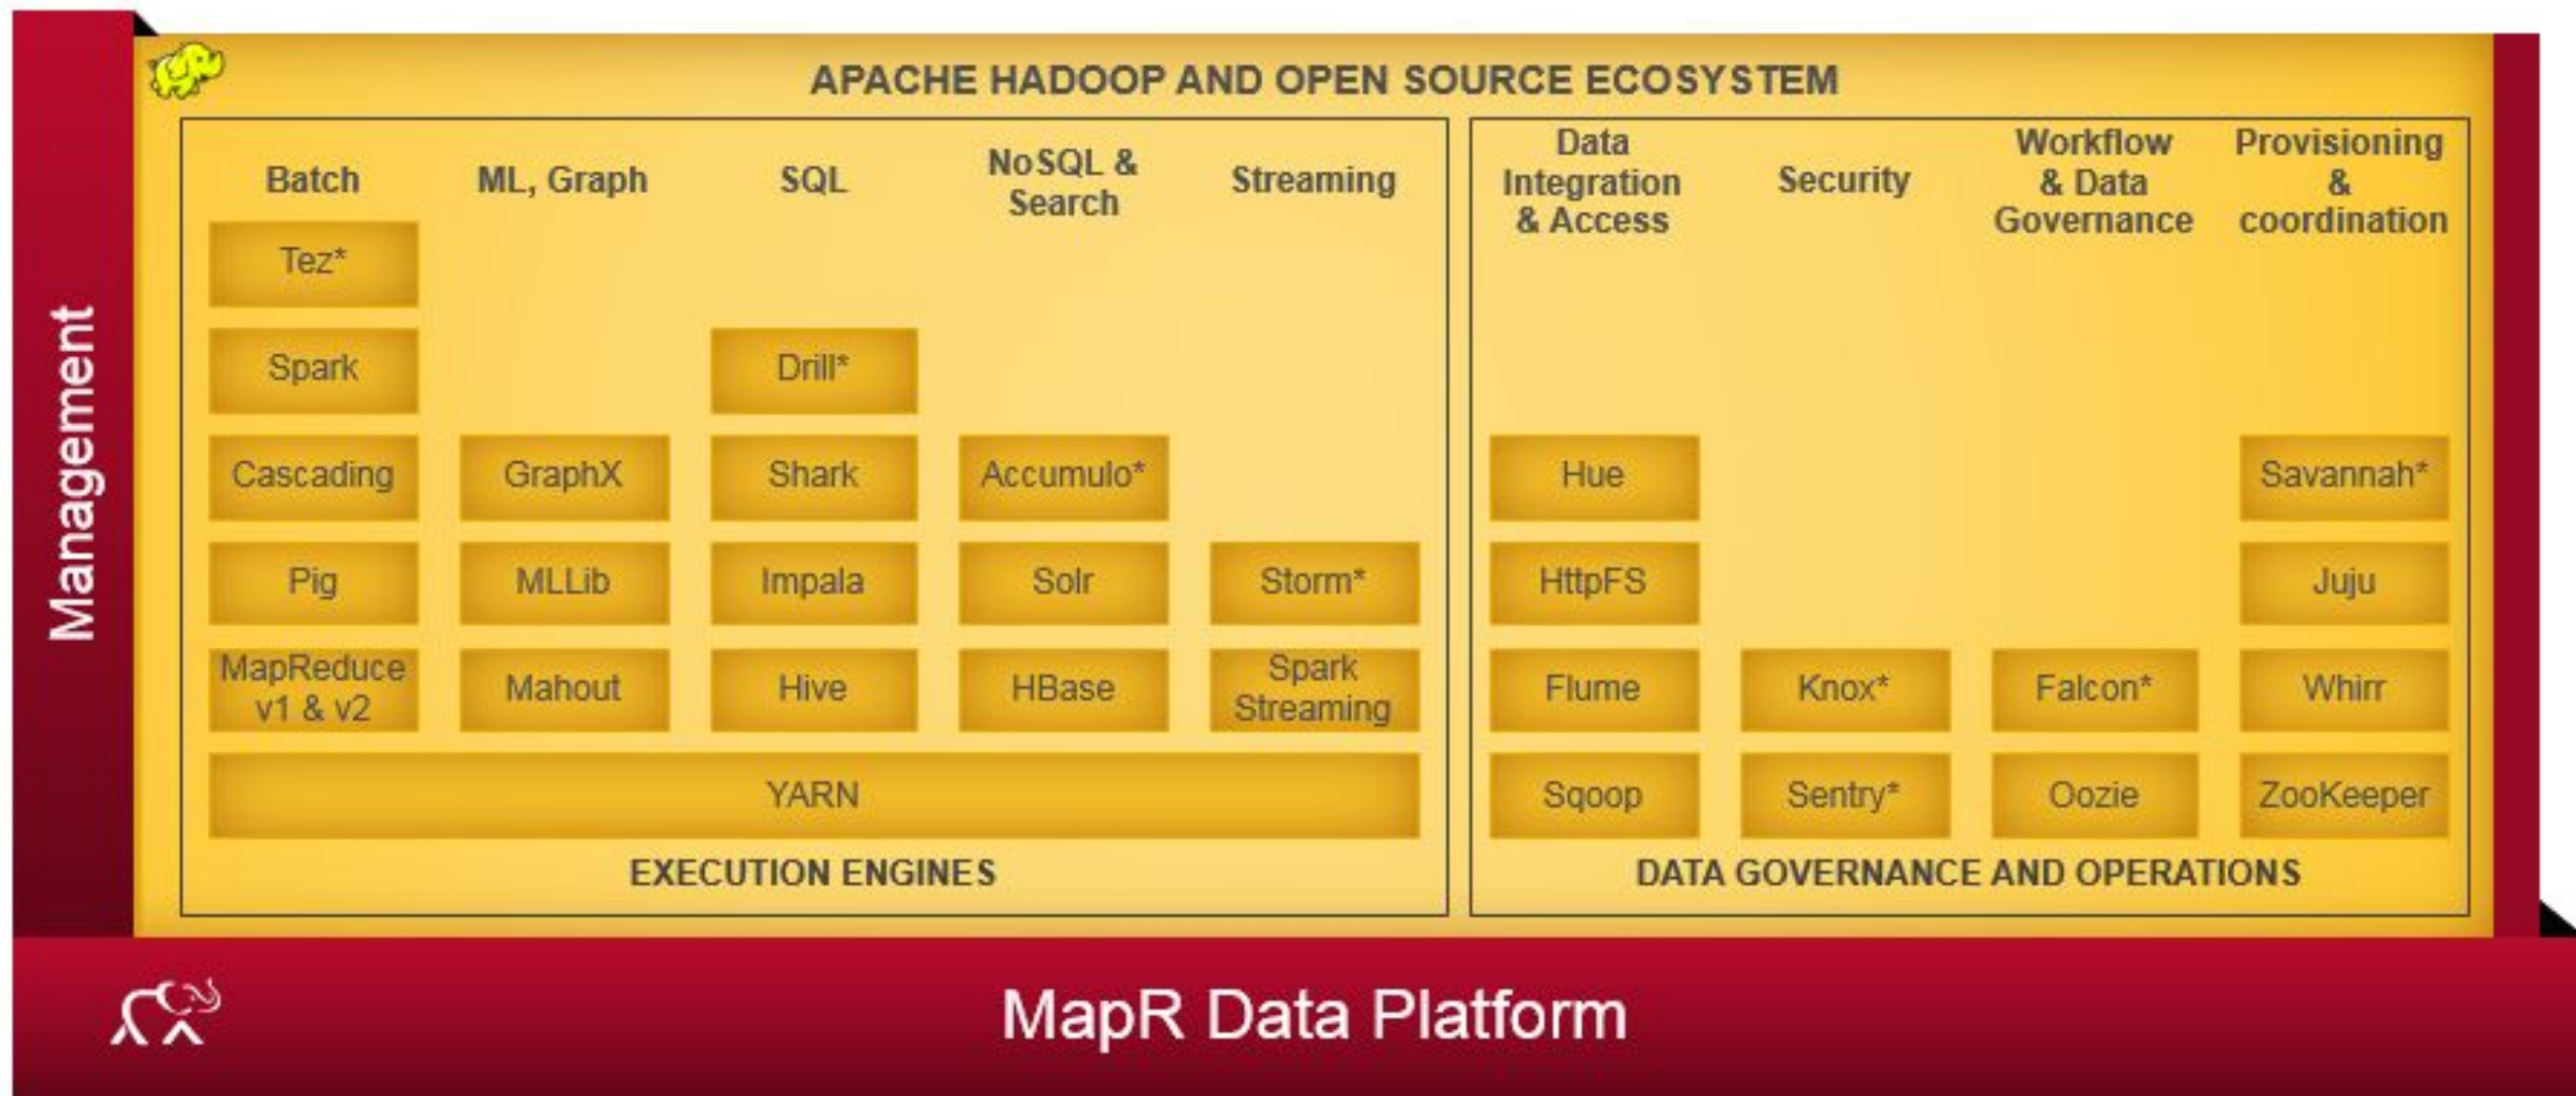 APACHE HADOOP AND OPEN SOURCE ECOSYSTEM
Management
Batch
ML, Graph
SQL
NoSQL &
Search
Streaming
Tez*
Spark
Drill*
Cascading
GraphX
Shark
Accumulo*
Pig
MLLib
Impala
Solr
Storm*
MapReduce
v1 & v2
Mahout
Hive
HBase
Spark
Streaming
YARN
EXECUTION ENGINES
Data
Integration
& Access
Security
Workflow
& Data
Governance
Provisioning
&
coordination
Hue
Savannah*
HttpFS
Juju
Flume
Knox*
Falcon*
Whirr
Sqoop
Sentry*
Oozie
ZooKeeper
DATA GOVERNANCE AND OPERATIONS
MapR Data Platform